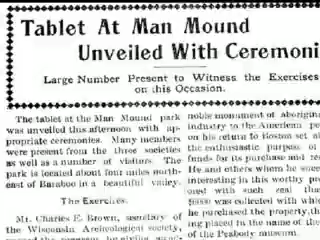 Tablet At Man Mound
Unveiled With Ceremoni
Large Number Present to Witness the Exercises
on this Occasion.
The tablet at the Man Mound park
was unveiled this afternoon with ap-
propriate ceremonies. Many members
were present from the three societies
as well as a number of visitors. The
park is located about four miles north-
east of Baraboo in a beautiful valley.
The Exercises.
Mr. Charles E. Brown, secretary of
the Wisconsin Archeological society,
noble monument of aborigin
industry to the American pe
on his return to Boston set ab
the enthusiastic purpose of
funds for its purchase and re
He and others whom he succ
interesting in this worthy pr
ceed with such zeal tha
was collected with which
he purchased the property, th
ing placed in the name of the
of the Peabody museum.